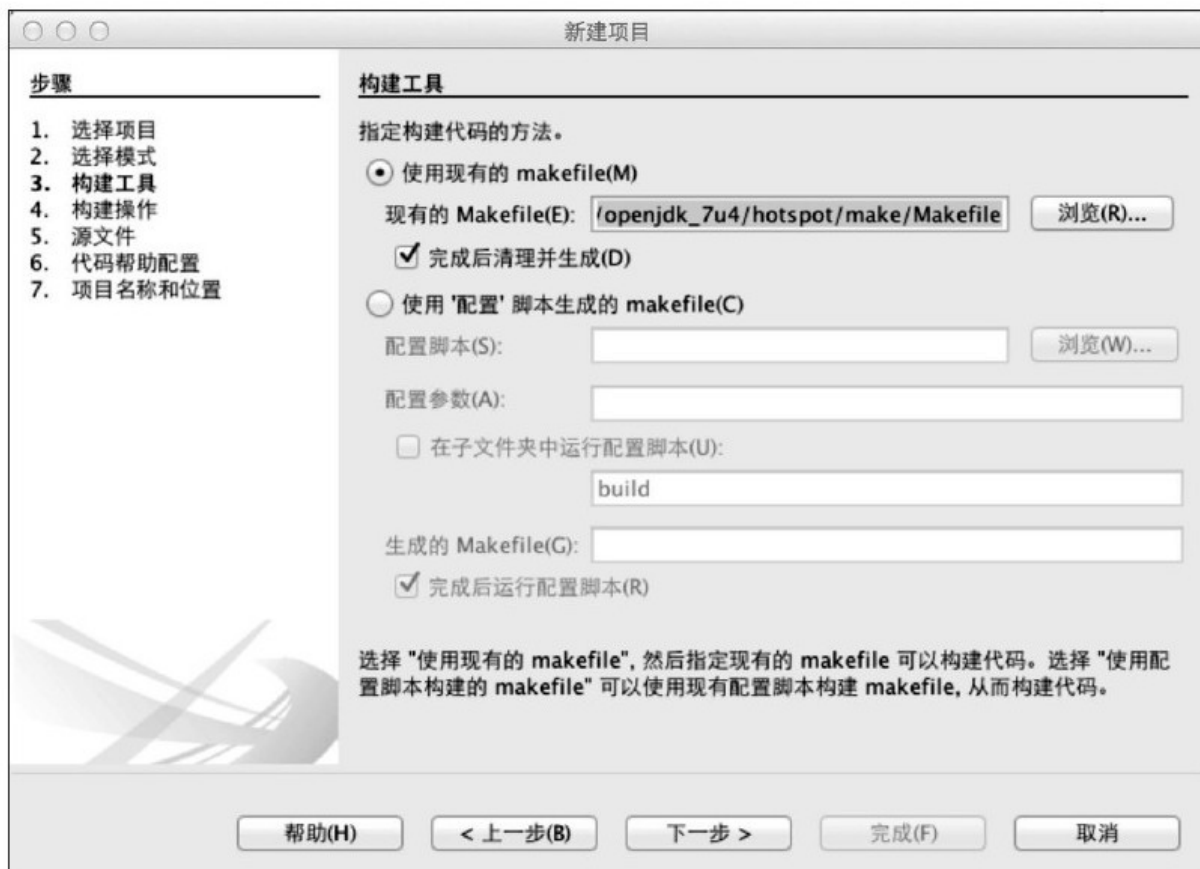 新建项目
步骤
1. 选择项目
2. 选择模式
3. 构建工具
4. 构建操作
5. 源文件
6. 代码帮助配置
7. 项目名称和位置
构建工具
指定构建代码的方法。
使用现有的 makefile(M)
现有的 Makefile(E): /openjdk_7u4/hotspot/make/Makefile 浏览(R)...
完成后清理并生成(D)
使用 '配置' 脚本生成的 makefile(C)
配置脚本(S): 浏览(W)...
配置参数(A):
在子文件夹中运行配置脚本(U):
build
生成的 Makefile(G):
完成后运行配置脚本(R)
选择 "使用现有的 makefile", 然后指定现有的 makefile 可以构建代码。选择 "使用配
置脚本构建的 makefile" 可以使用现有配置脚本构建 makefile, 从而构建代码。
帮助(H) < 上一步(B) 下一步 > 完成(F) 取消